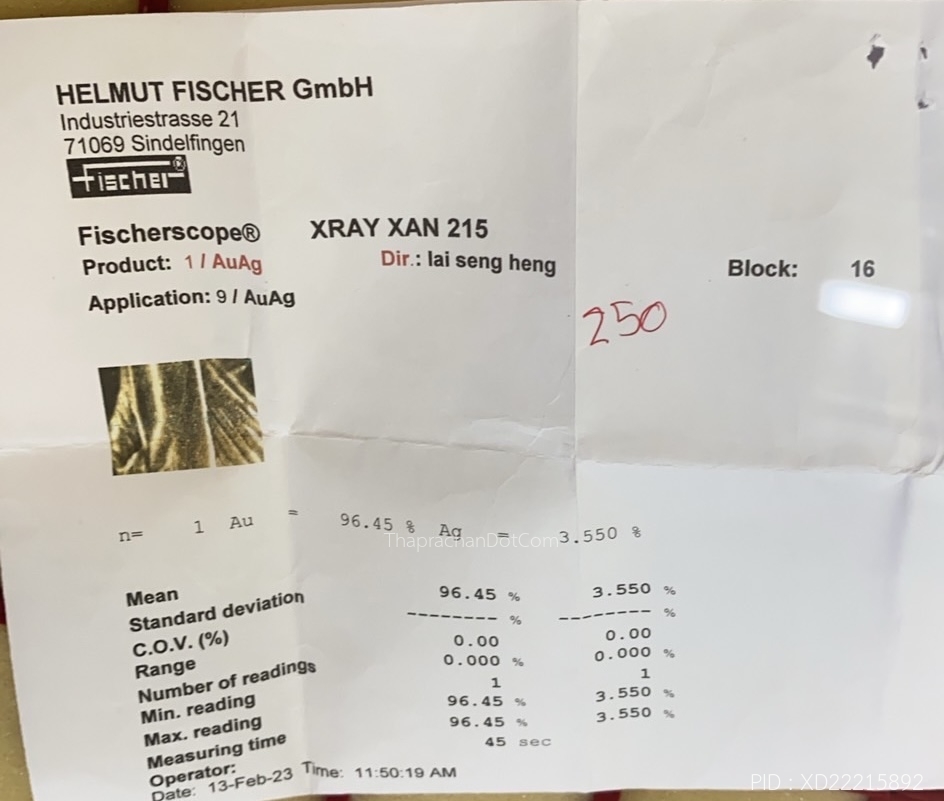 HELMUT FISCHER GmbH
Industriestrasse 21
71069 Sindelfingen
Fischer®
Fischerscope® XRAY XAN 215
Product: 1 / AuAg Dir.: lai seng heng Block: 16
Application: 9 / AuAg
250
n= 1 Au = 96.45 % Ag = 3.550 %
ThaprachanDotCom
Mean 96.45 % 3.550 %
Standard deviation --------- % --------- %
C.O.V. (%) 0.00 0.00
Range 0.000 % 0.000 %
Number of readings 1 1
Min. reading 96.45 % 3.550 %
Max. reading 96.45 % 3.550 %
Measuring time 45 sec
Operator:
Date: 13-Feb-23 Time: 11:50:19 AM
PID : XD22215892